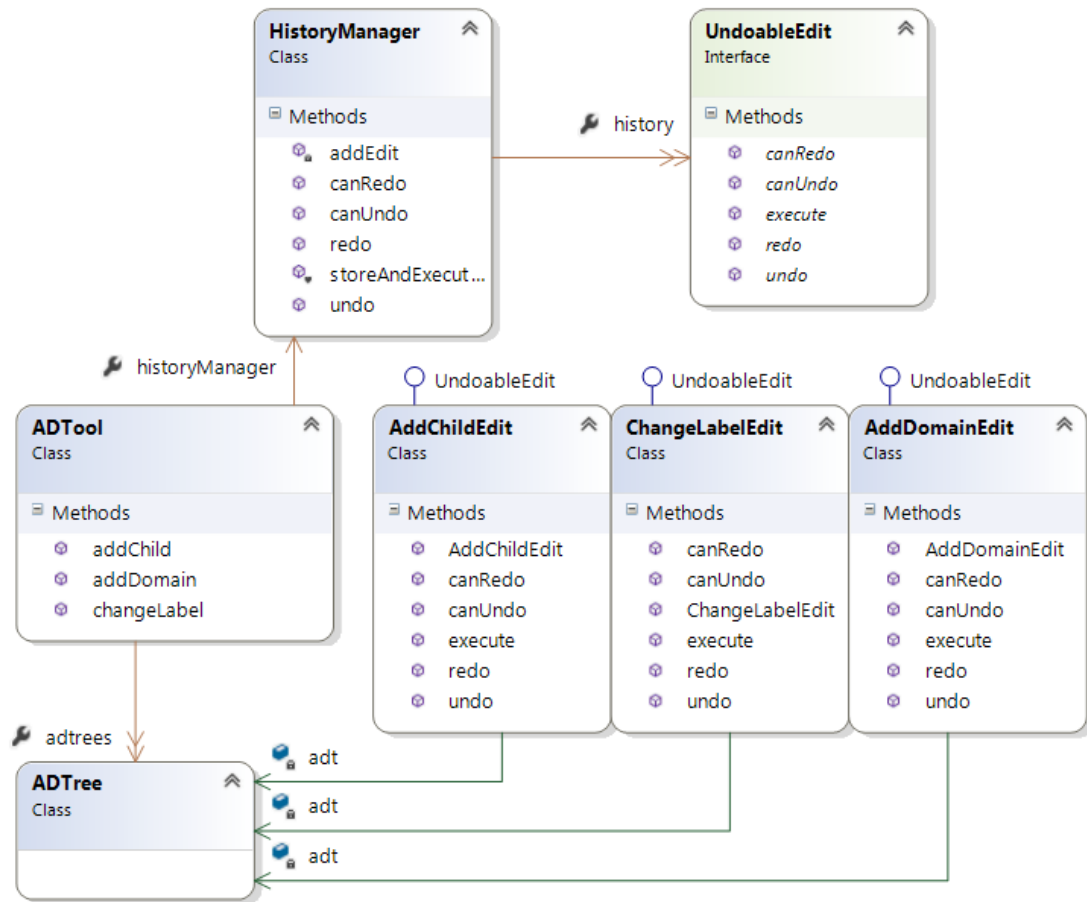 HistoryManager
Class
Methods
addEdit
canRedo
canUndo
redo
storeAndExecut...
undo
history
UndoableEdit
Interface
Methods
canRedo
canUndo
execute
redo
undo
historyManager
ADTool
Class
Methods
addChild
addDomain
changeLabel
UndoableEdit
AddChildEdit
Class
Methods
AddChildEdit
canRedo
canUndo
execute
redo
undo
UndoableEdit
ChangeLabelEdit
Class
Methods
canRedo
canUndo
ChangeLabelEdit
execute
redo
undo
UndoableEdit
AddDomainEdit
Class
Methods
AddDomainEdit
canRedo
canUndo
execute
redo
undo
adtrees
ADTree
Class
adt
adt
adt